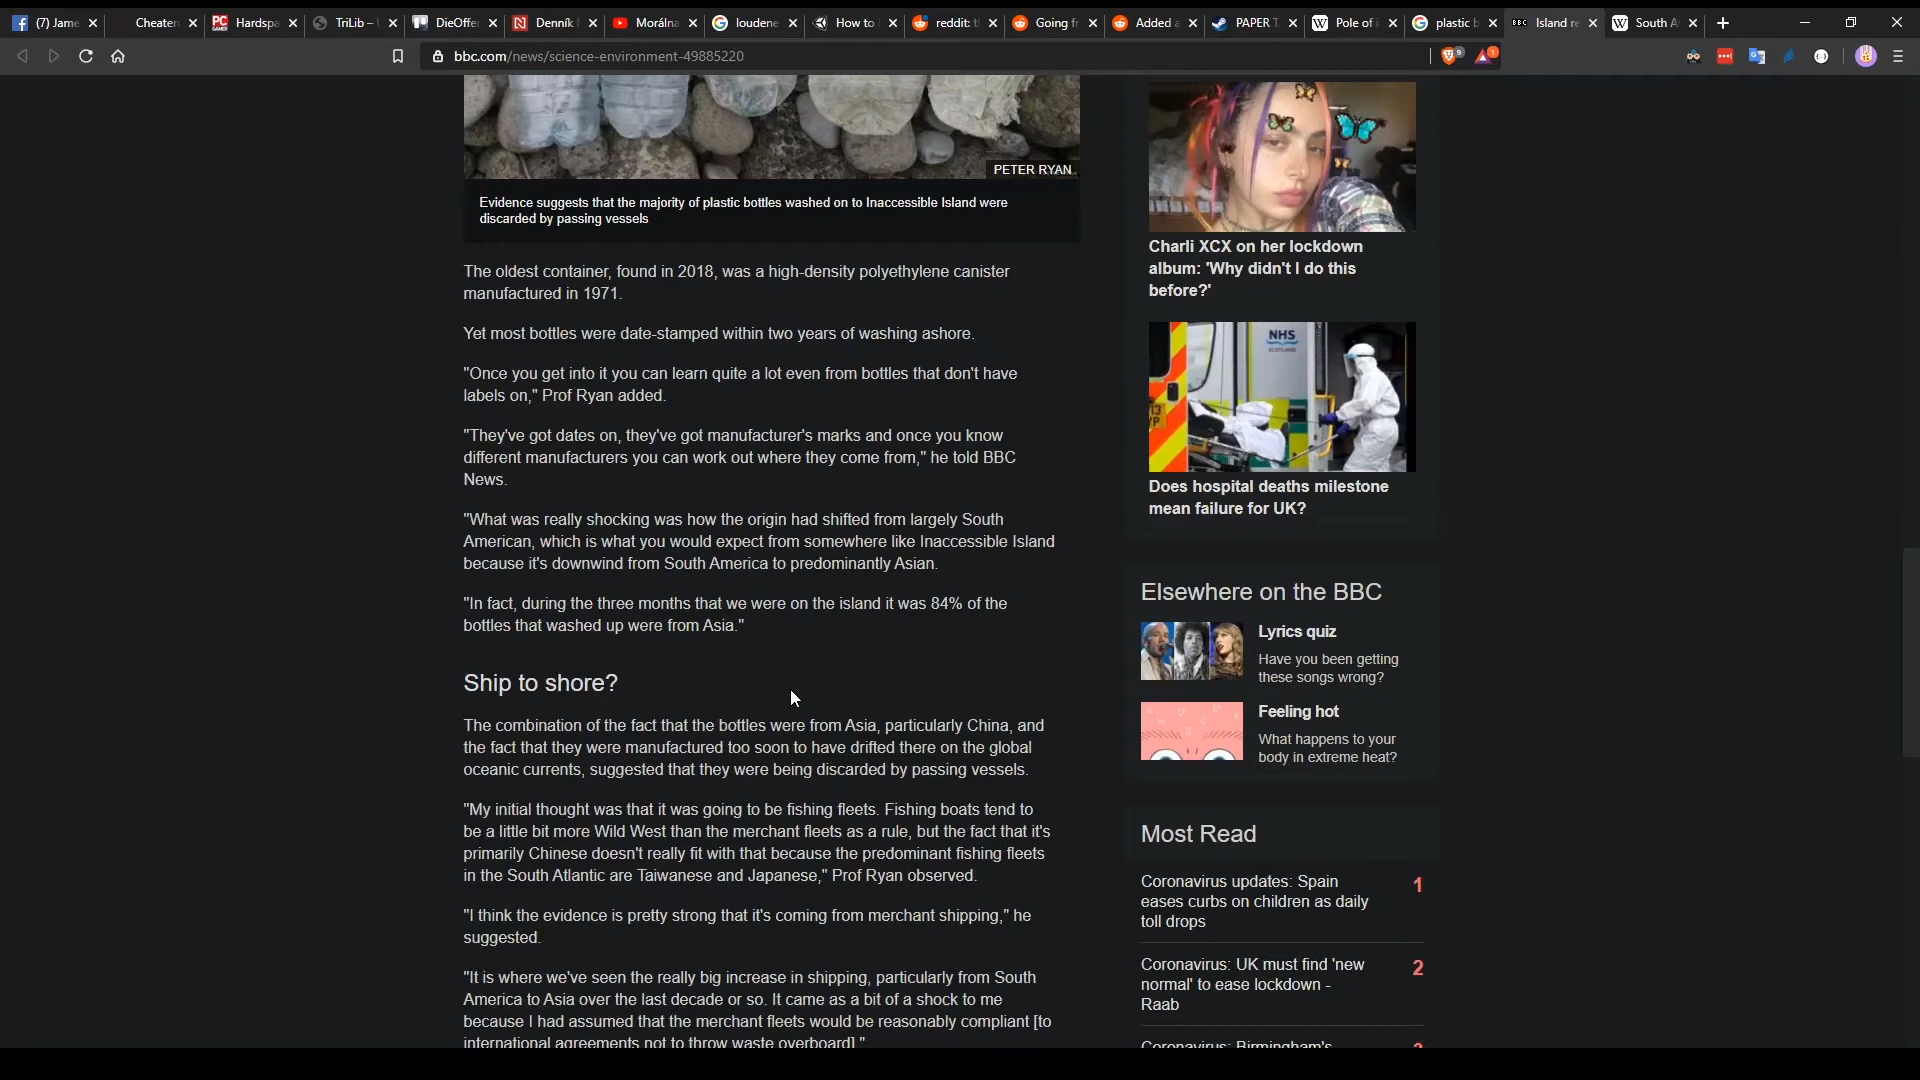 (7) Jame
Cheater
Hardspa
TriLib –
DieOffer
Denník
Morálna
loudene
How to
reddit: t
Going f
Added a
PAPER T
Pole of
plastic b
Island re
South A
bbc.com/news/science-environment-49885220
9
1
PETER RYAN
Evidence suggests that the majority of plastic bottles washed on to Inaccessible Island were
discarded by passing vessels
The oldest container, found in 2018, was a high-density polyethylene canister
manufactured in 1971.
Yet most bottles were date-stamped within two years of washing ashore.
"Once you get into it you can learn quite a lot even from bottles that don't have
labels on," Prof Ryan added.
"They've got dates on, they've got manufacturer's marks and once you know
different manufacturers you can work out where they come from," he told BBC
News.
"What was really shocking was how the origin had shifted from largely South
American, which is what you would expect from somewhere like Inaccessible Island
because it's downwind from South America to predominantly Asian.
"In fact, during the three months that we were on the island it was 84% of the
bottles that washed up were from Asia."
Ship to shore?
The combination of the fact that the bottles were from Asia, particularly China, and
the fact that they were manufactured too soon to have drifted there on the global
oceanic currents, suggested that they were being discarded by passing vessels.
"My initial thought was that it was going to be fishing fleets. Fishing boats tend to
be a little bit more Wild West than the merchant fleets as a rule, but the fact that it's
primarily Chinese doesn't really fit with that because the predominant fishing fleets
in the South Atlantic are Taiwanese and Japanese," Prof Ryan observed.
"I think the evidence is pretty strong that it's coming from merchant shipping," he
suggested.
"It is where we've seen the really big increase in shipping, particularly from South
America to Asia over the last decade or so. It came as a bit of a shock to me
because I had assumed that the merchant fleets would be reasonably compliant [to
international agreements not to throw waste overboard]."
Charli XCX on her lockdown
album: 'Why didn't I do this
before?'
NHS
SCOTLAND
Does hospital deaths milestone
mean failure for UK?
Elsewhere on the BBC
Lyrics quiz
Have you been getting
these songs wrong?
Feeling hot
What happens to your
body in extreme heat?
Most Read
Coronavirus updates: Spain
eases curbs on children as daily
toll drops
1
Coronavirus: UK must find 'new
normal' to ease lockdown -
Raab
2
Coronavirus: Birmingham's